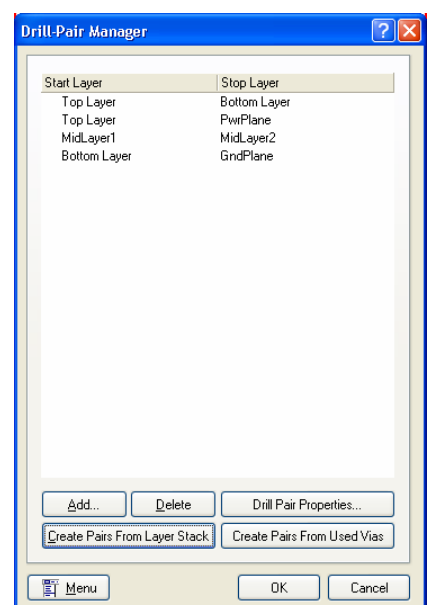 Drill-Pair Manager
Start Layer Stop Layer
Top Layer Bottom Layer
Top Layer PwrPlane
MidLayer1 MidLayer2
Bottom Layer GndPlane
Add... Delete Drill Pair Properties...
Create Pairs From Layer Stack Create Pairs From Used Vias
Menu OK Cancel